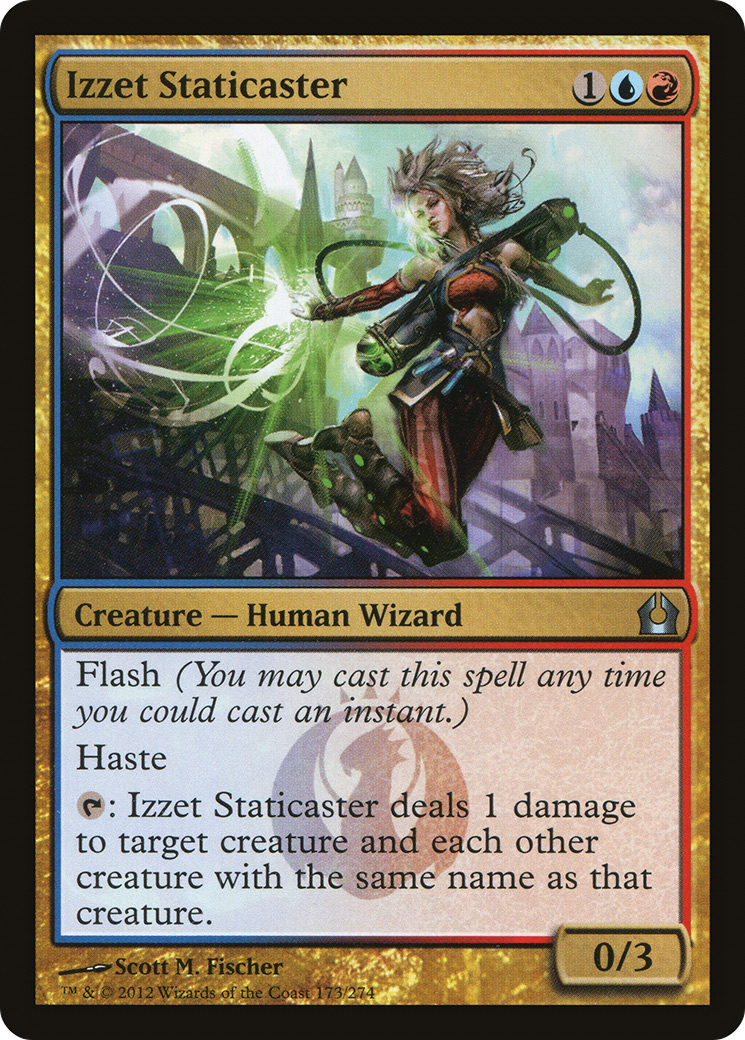 Izzet Staticaster 1
Creature — Human Wizard
Flash (You may cast this spell any time
you could cast an instant.)
Haste
: Izzet Staticaster deals 1 damage
to target creature and each other
creature with the same name as that
creature.
0/3
Scott M. Fischer
™ & © 2012 Wizards of the Coast 173/274